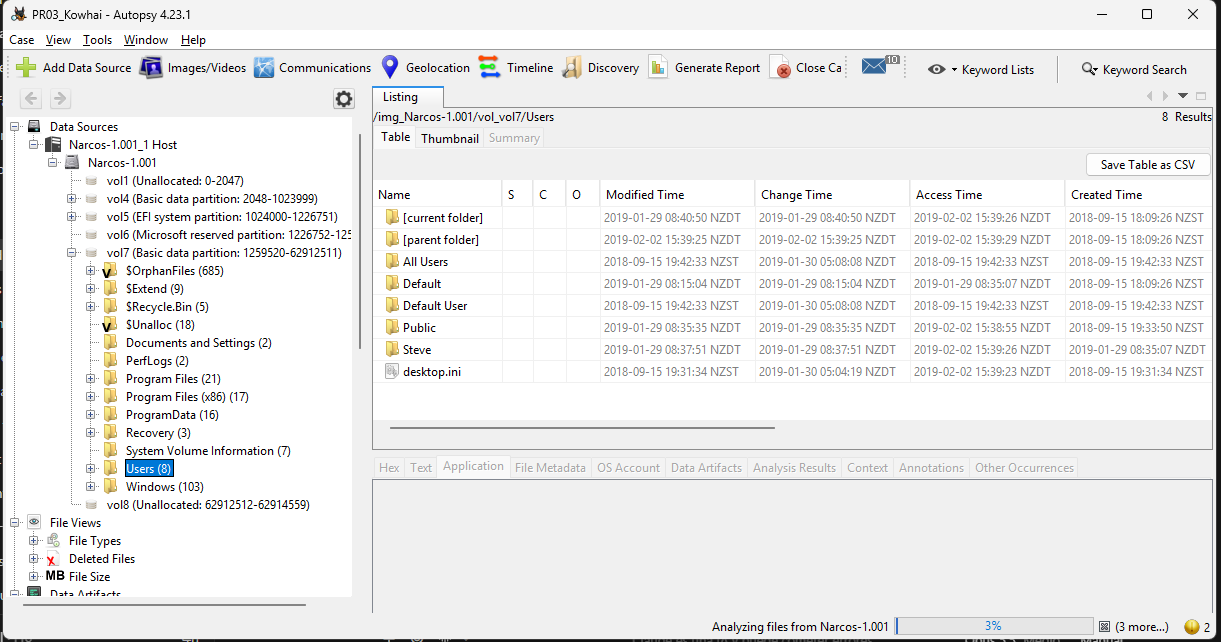 PR03_Kowhai - Autopsy 4.23.1
Case View Tools Window Help
Add Data Source Images/Videos Communications Geolocation Timeline Discovery Generate Report Close Ca 10 Keyword Lists Keyword Search
Data Sources
Narcos-1.001_1 Host
Narcos-1.001
vol1 (Unallocated: 0-2047)
vol4 (Basic data partition: 2048-1023999)
vol5 (EFI system partition: 1024000-1226751)
vol6 (Microsoft reserved partition: 1226752-125
vol7 (Basic data partition: 1259520-62912511)
$OrphanFiles (685)
$Extend (9)
$Recycle.Bin (5)
$Unalloc (18)
Documents and Settings (2)
PerfLogs (2)
Program Files (21)
Program Files (x86) (17)
ProgramData (16)
Recovery (3)
System Volume Information (7)
Users (8)
Windows (103)
vol8 (Unallocated: 62912512-62914559)
File Views
File Types
Deleted Files
MB File Size
Data Artifacts
Listing
/img_Narcos-1.001/vol_vol7/Users 8 Results
Table Thumbnail Summary
Save Table as CSV
Name S C O Modified Time Change Time Access Time Created Time
[current folder] 2019-01-29 08:40:50 NZDT 2019-01-29 08:40:50 NZDT 2019-02-02 15:39:26 NZDT 2018-09-15 18:09:26 NZST
[parent folder] 2019-02-02 15:39:25 NZDT 2019-02-02 15:39:25 NZDT 2019-02-02 15:39:29 NZDT 2018-09-15 18:09:26 NZST
All Users 2018-09-15 19:42:33 NZST 2019-01-30 05:08:08 NZDT 2018-09-15 19:42:33 NZST 2018-09-15 19:42:33 NZST
Default 2019-01-29 08:15:04 NZDT 2019-01-29 08:15:04 NZDT 2019-01-29 08:35:07 NZDT 2018-09-15 18:09:26 NZST
Default User 2018-09-15 19:42:33 NZST 2019-01-30 05:08:08 NZDT 2018-09-15 19:42:33 NZST 2018-09-15 19:42:33 NZST
Public 2019-01-29 08:35:35 NZDT 2019-01-29 08:35:35 NZDT 2019-02-02 15:38:55 NZDT 2018-09-15 19:33:50 NZST
Steve 2019-01-29 08:37:51 NZDT 2019-01-29 08:37:51 NZDT 2019-02-02 15:39:26 NZDT 2019-01-29 08:35:07 NZDT
desktop.ini 2018-09-15 19:31:34 NZST 2019-01-30 05:04:19 NZDT 2019-02-02 15:39:23 NZDT 2018-09-15 19:31:34 NZST
Hex Text Application File Metadata OS Account Data Artifacts Analysis Results Context Annotations Other Occurrences
Analyzing files from Narcos-1.001 3% (3 more...) 2